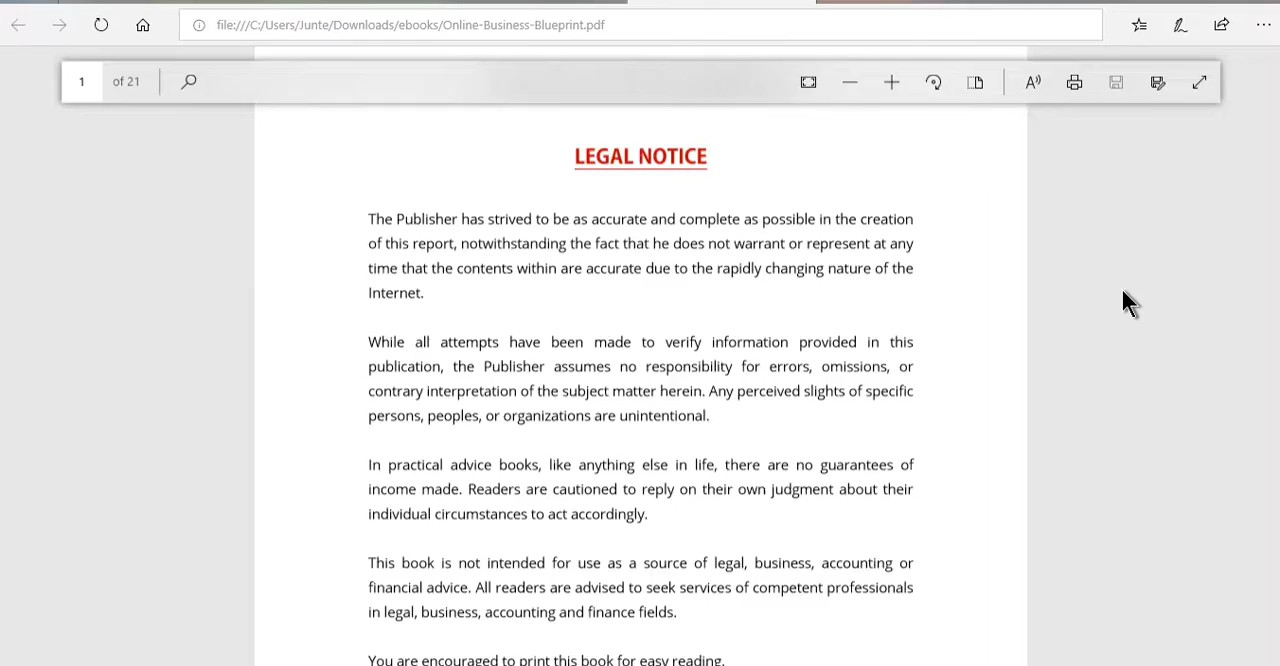 file:///C:/Users/Junte/Downloads/ebooks/Online-Business-Blueprint.pdf
1 of 21
LEGAL NOTICE
The Publisher has strived to be as accurate and complete as possible in the creation
of this report, notwithstanding the fact that he does not warrant or represent at any
time that the contents within are accurate due to the rapidly changing nature of the
Internet.
While all attempts have been made to verify information provided in this
publication, the Publisher assumes no responsibility for errors, omissions, or
contrary interpretation of the subject matter herein. Any perceived slights of specific
persons, peoples, or organizations are unintentional.
In practical advice books, like anything else in life, there are no guarantees of
income made. Readers are cautioned to reply on their own judgment about their
individual circumstances to act accordingly.
This book is not intended for use as a source of legal, business, accounting or
financial advice. All readers are advised to seek services of competent professionals
in legal, business, accounting and finance fields.
You are encouraged to print this book for easy reading.